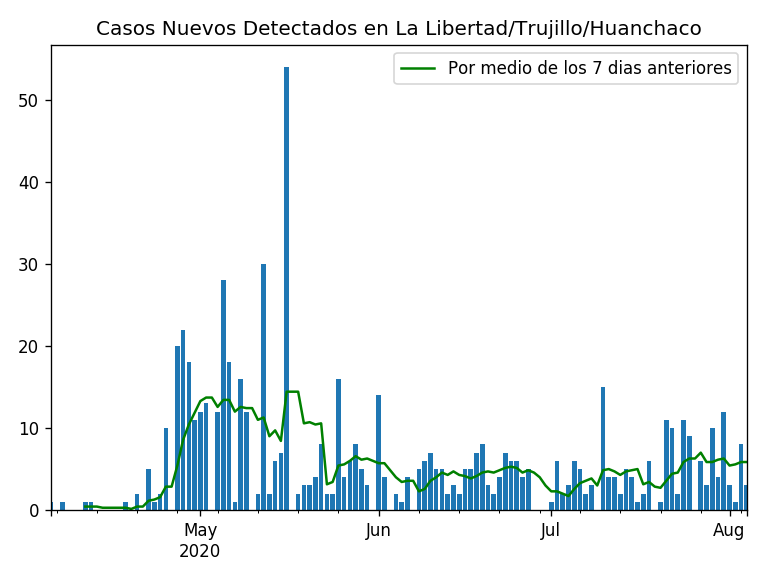 Casos Nuevos Detectados en La Libertad/Trujillo/Huanchaco
Por medio de los 7 dias anteriores
50
40
30
20
10
0
May Jun Jul Aug
2020